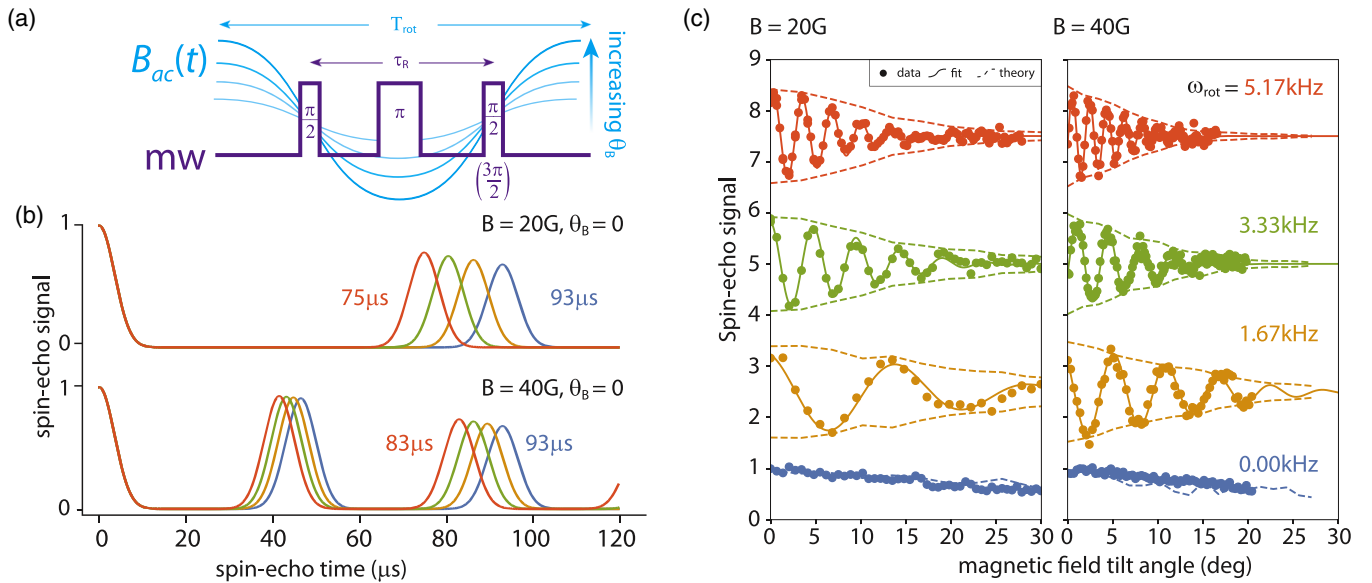 (a)
T_rot
B_ac(t)
τ_R
π/2
π
π/2
(3π/2)
mw
increasing θ_B
(b)
spin-echo signal
1
0
1
0
B = 20G, θ_B = 0
75μs
93μs
B = 40G, θ_B = 0
83μs
93μs
0 20 40 60 80 100 120
spin-echo time (μs)
(c)
B = 20G
B = 40G
data fit theory
ω_rot = 5.17kHz
3.33kHz
1.67kHz
0.00kHz
Spin-echo signal
9
8
7
6
5
4
3
2
1
0
0 5 10 15 20 25 30
0 5 10 15 20 25 30
magnetic field tilt angle (deg)